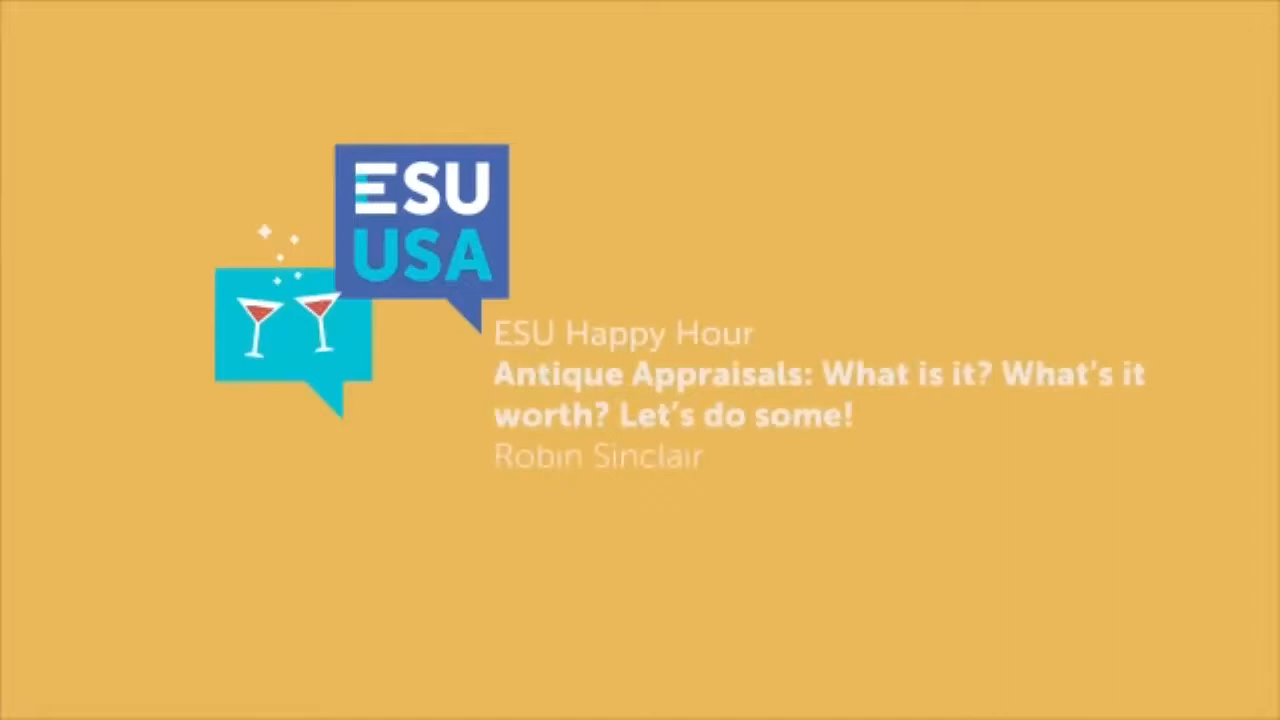 ESU
USA
ESU Happy Hour
Antique Appraisals: What is it? What's it
worth? Let's do some!
Robin Sinclair